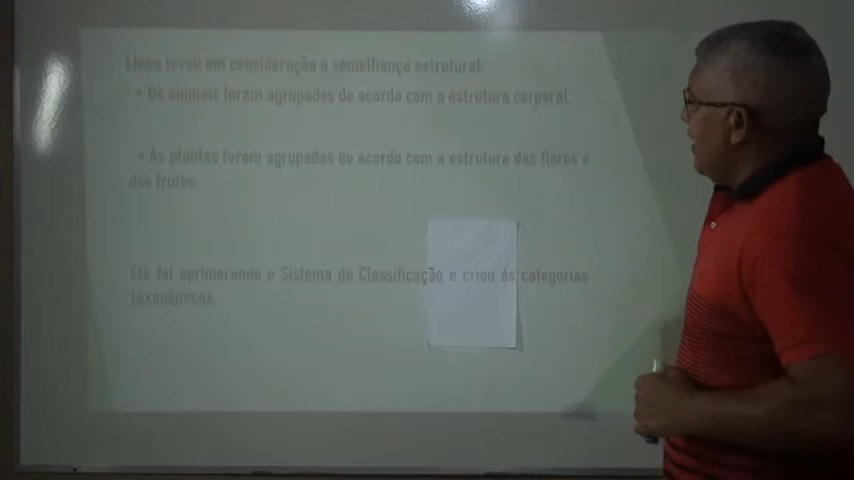 Lineu levou em consideração a semelhança estrutural.
• Os animais foram agrupados de acordo com a estrutura corporal.
• As plantas foram agrupadas de acordo com a estrutura das flores e
dos frutos.
Ele foi aprimorando o Sistema de Classificação e criou as categorias
taxonômicas.